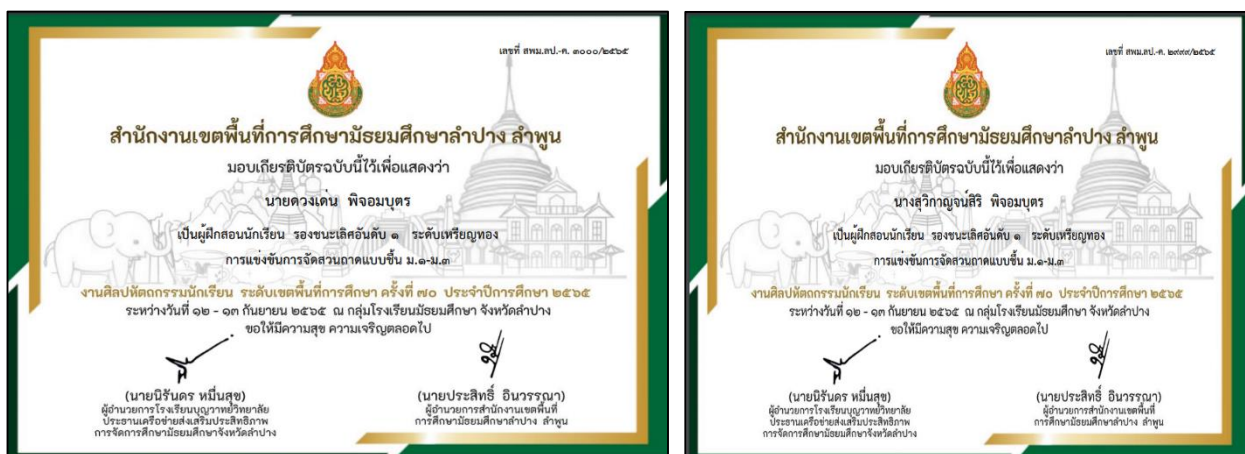 เลขที่ สพม.ลป.-ค. ๓๐๐๐/๒๕๖๕
สำนักงานเขตพื้นที่การศึกษามัธยมศึกษาลำปาง ลำพูน
มอบเกียรติบัตรฉบับนี้ไว้เพื่อแสดงว่า
นายดวงเด่น พิจอมบุตร
เป็นผู้ฝึกสอนนักเรียน รองชนะเลิศอันดับ ๑ ระดับเหรียญทอง
การแข่งขันการจัดสวนถาดแบบชื้น ม.๑-ม.๓
งานศิลปหัตถกรรมนักเรียน ระดับเขตพื้นที่การศึกษา ครั้งที่ ๗๐ ประจำปีการศึกษา ๒๕๖๕
ระหว่างวันที่ ๑๒ - ๑๓ กันยายน ๒๕๖๕ ณ กลุ่มโรงเรียนมัธยมศึกษา จังหวัดลำปาง
ขอให้มีความสุข ความเจริญตลอดไป
(นายนิรันดร หมื่นสุข)
ผู้อำนวยการโรงเรียนบุญวาทย์วิทยาลัย
ประธานเครือข่ายส่งเสริมประสิทธิภาพ
การจัดการศึกษามัธยมศึกษาจังหวัดลำปาง
(นายประสิทธิ์ อินวรรณา)
ผู้อำนวยการสำนักงานเขตพื้นที่
การศึกษามัธยมศึกษาลำปาง ลำพูน
เลขที่ สพม.ลป.-ค. ๒๙๙๙/๒๕๖๕
สำนักงานเขตพื้นที่การศึกษามัธยมศึกษาลำปาง ลำพูน
มอบเกียรติบัตรฉบับนี้ไว้เพื่อแสดงว่า
นางสุวิกาญจน์สิริ พิจอมบุตร
เป็นผู้ฝึกสอนนักเรียน รองชนะเลิศอันดับ ๑ ระดับเหรียญทอง
การแข่งขันการจัดสวนถาดแบบชื้น ม.๑-ม.๓
งานศิลปหัตถกรรมนักเรียน ระดับเขตพื้นที่การศึกษา ครั้งที่ ๗๐ ประจำปีการศึกษา ๒๕๖๕
ระหว่างวันที่ ๑๒ - ๑๓ กันยายน ๒๕๖๕ ณ กลุ่มโรงเรียนมัธยมศึกษา จังหวัดลำปาง
ขอให้มีความสุข ความเจริญตลอดไป
(นายนิรันดร หมื่นสุข)
ผู้อำนวยการโรงเรียนบุญวาทย์วิทยาลัย
ประธานเครือข่ายส่งเสริมประสิทธิภาพ
การจัดการศึกษามัธยมศึกษาจังหวัดลำปาง
(นายประสิทธิ์ อินวรรณา)
ผู้อำนวยการสำนักงานเขตพื้นที่
การศึกษามัธยมศึกษาลำปาง ลำพูน